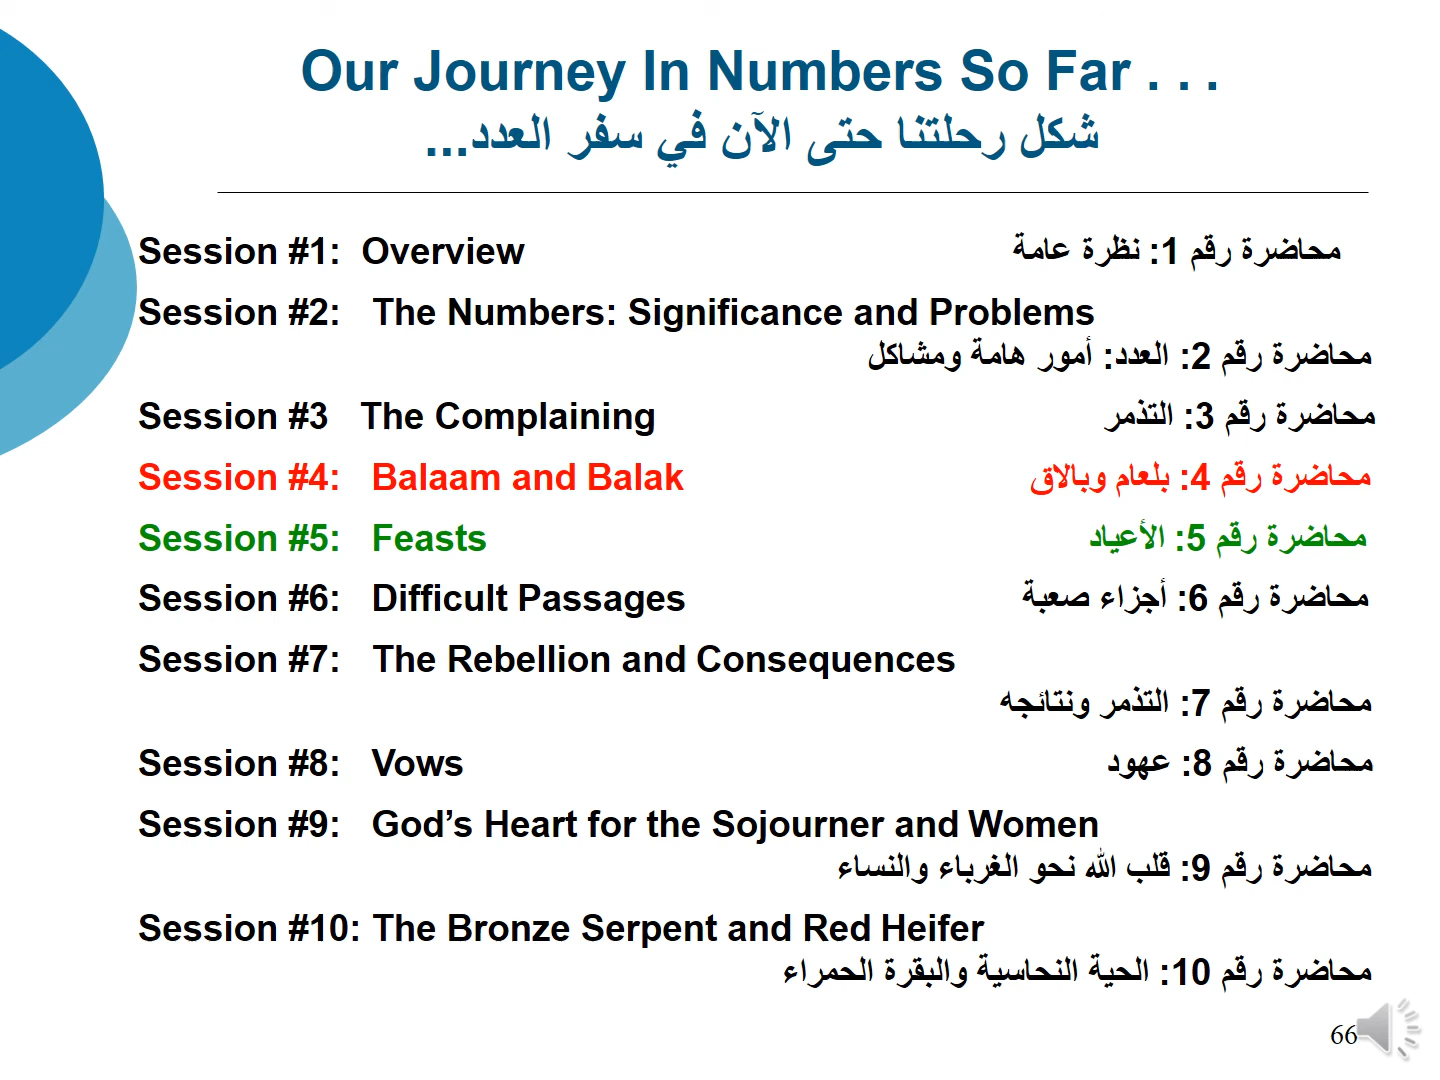 Our Journey In Numbers So Far . . .
شكل رحلتنا حتى الآن في سفر العدد...
Session #1: Overview محاضرة رقم 1: نظرة عامة
Session #2: The Numbers: Significance and Problems
محاضرة رقم 2: العدد: أمور هامة ومشاكل
Session #3 The Complaining محاضرة رقم 3: التذمر
Session #4: Balaam and Balak محاضرة رقم 4: بلعام وبالاق
Session #5: Feasts محاضرة رقم 5: الأعياد
Session #6: Difficult Passages محاضرة رقم 6: أجزاء صعبة
Session #7: The Rebellion and Consequences
محاضرة رقم 7: التذمر ونتائجه
Session #8: Vows محاضرة رقم 8: عهود
Session #9: God’s Heart for the Sojourner and Women
محاضرة رقم 9: قلب الله نحو الغرباء والنساء
Session #10: The Bronze Serpent and Red Heifer
محاضرة رقم 10: الحية النحاسية والبقرة الحمراء
66